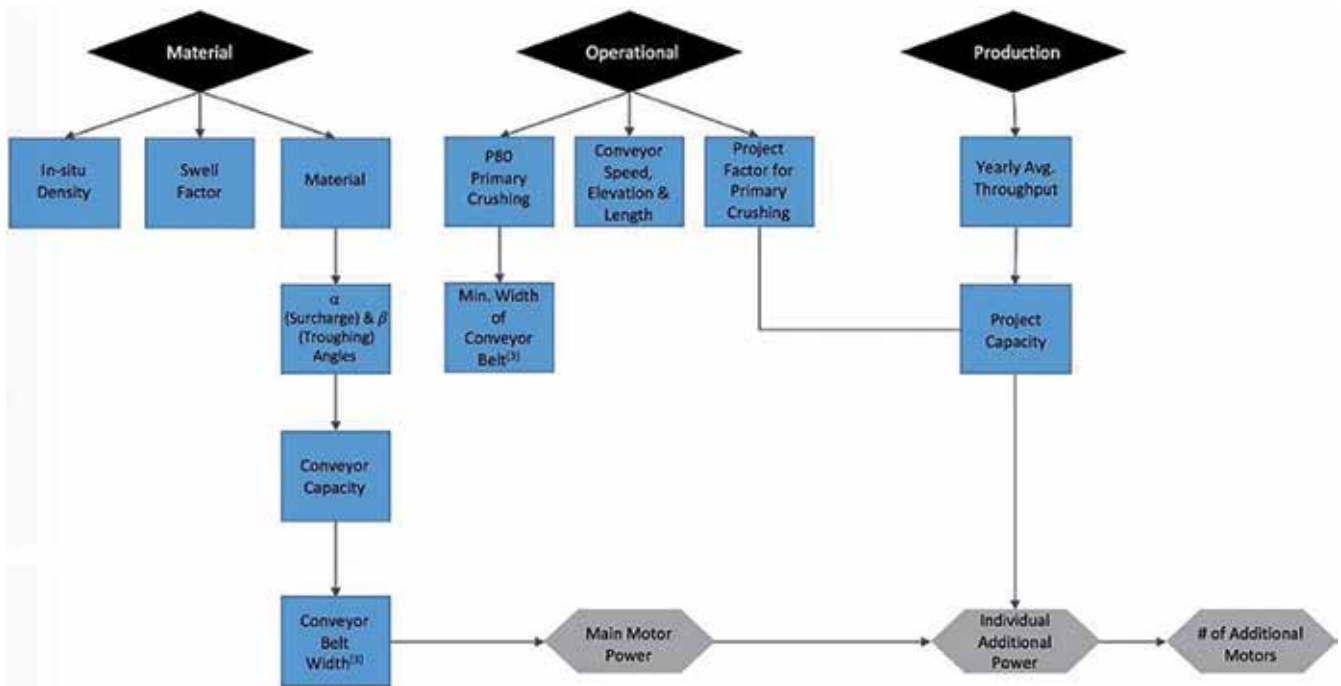 Material
Operational
Production
In-situ
Density
Swell
Factor
Material
P80
Primary
Crushing
Conveyor
Speed,
Elevation &
Length
Project
Factor for
Primary
Crushing
Yearly Avg.
Throughput
α
(Surcharge) & β
(Troughing)
Angles
Min. Width
of
Conveyor
Belt[3]
Project
Capacity
Conveyor
Capacity
Conveyor
Belt
Width[3]
Main Motor
Power
Individual
Additional
Power
# of Additional
Motors